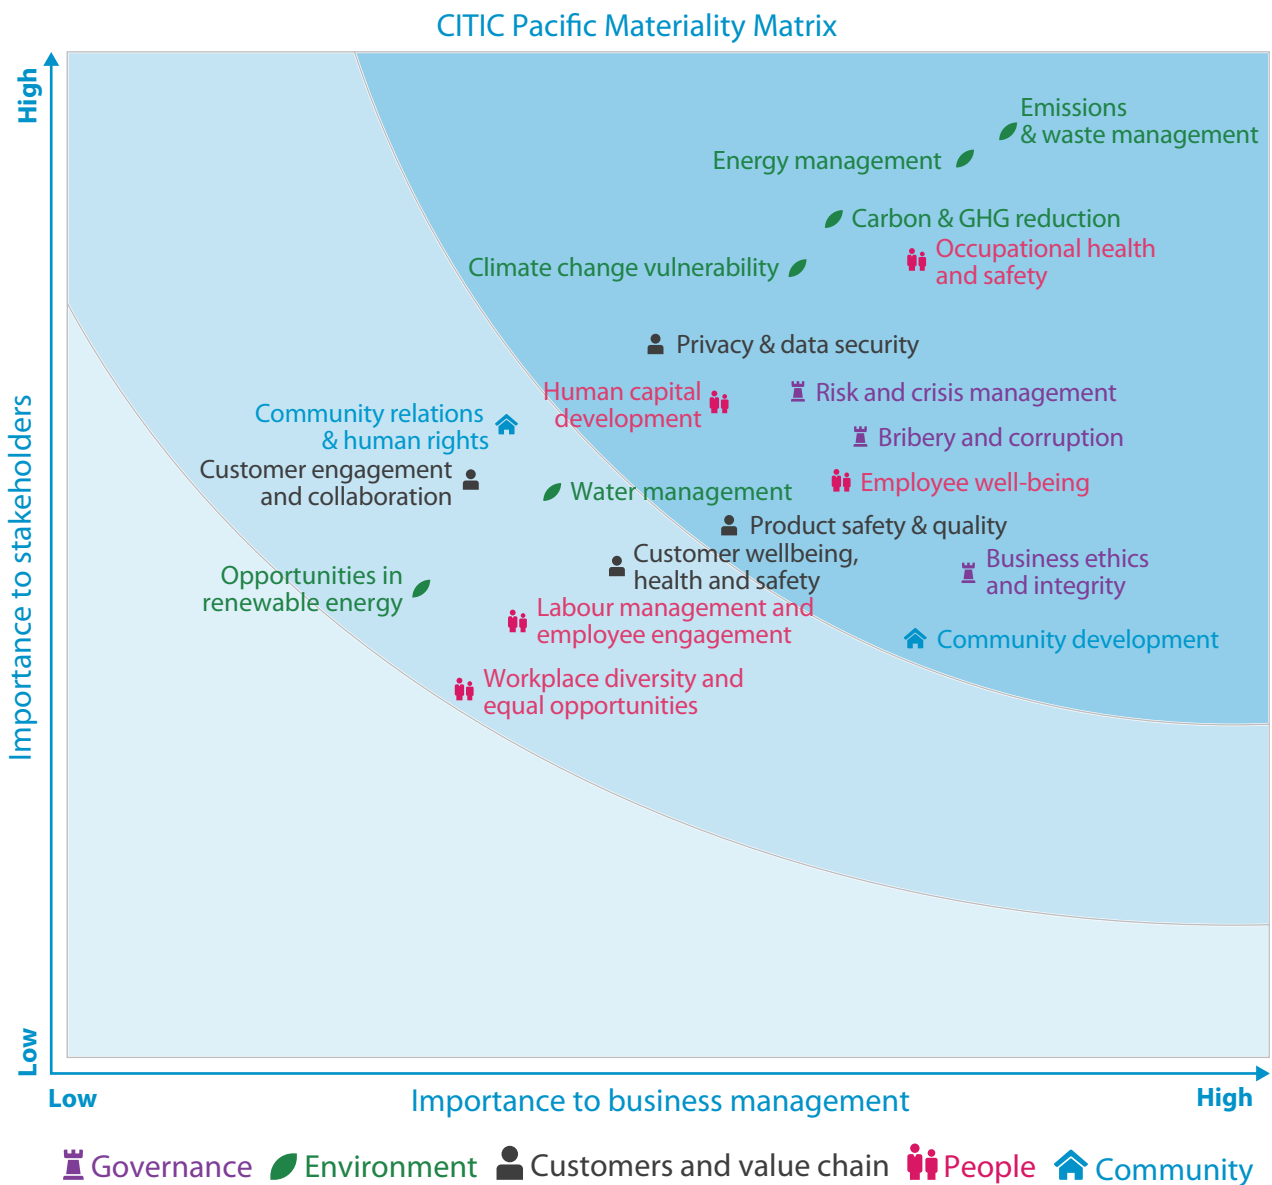 CITIC Pacific Materiality Matrix
High
Emissions
& waste management
Energy management
Carbon & GHG reduction
Occupational health
and safety
Climate change vulnerability
Privacy & data security
Human capital
development
Risk and crisis management
Community relations
& human rights
Bribery and corruption
Customer engagement
and collaboration
Employee well-being
Water management
Product safety & quality
Customer wellbeing,
health and safety
Business ethics
and integrity
Opportunities in
renewable energy
Labour management and
employee engagement
Community development
Workplace diversity and
equal opportunities
Importance to stakeholders
Low
Low
Importance to business management
High
Governance
Environment
Customers and value chain
People
Community